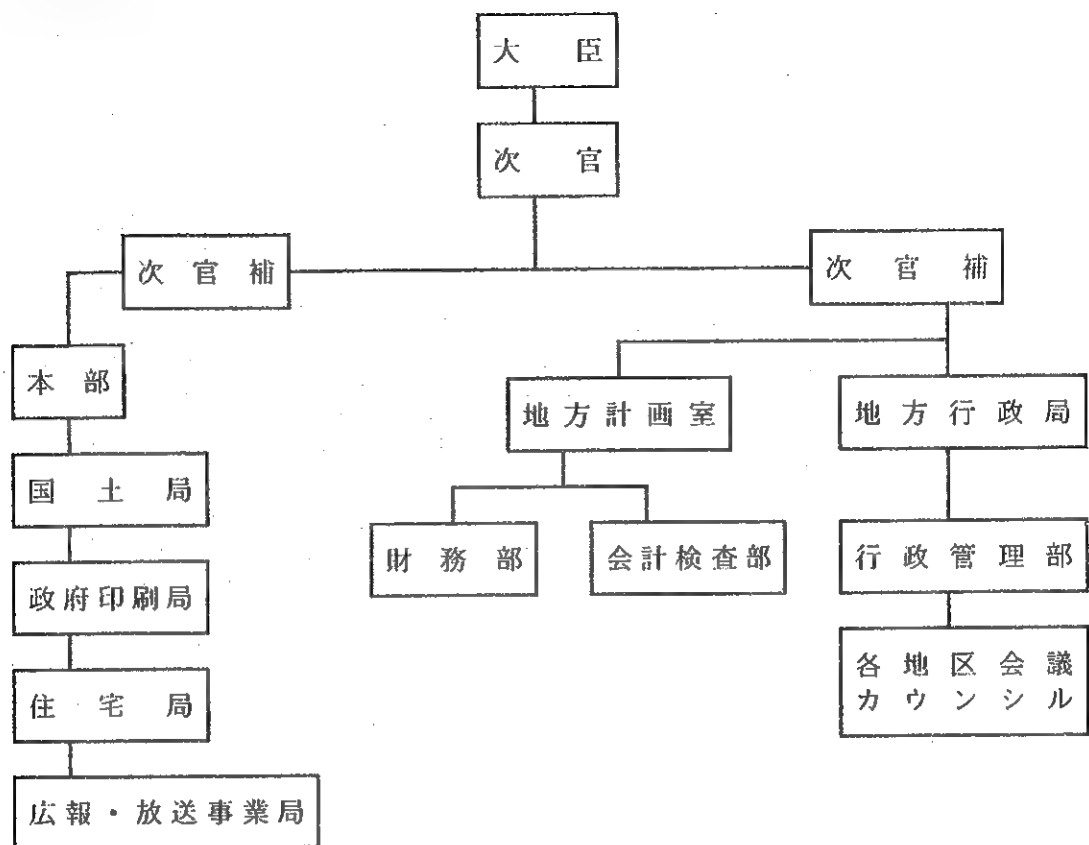 大臣
次官
次官補
次官補
本部
地方計画室
地方行政局
国土局
財務部
会計検査部
行政管理部
政府印刷局
各地区会議
カウンシル
住宅局
広報・放送事業局